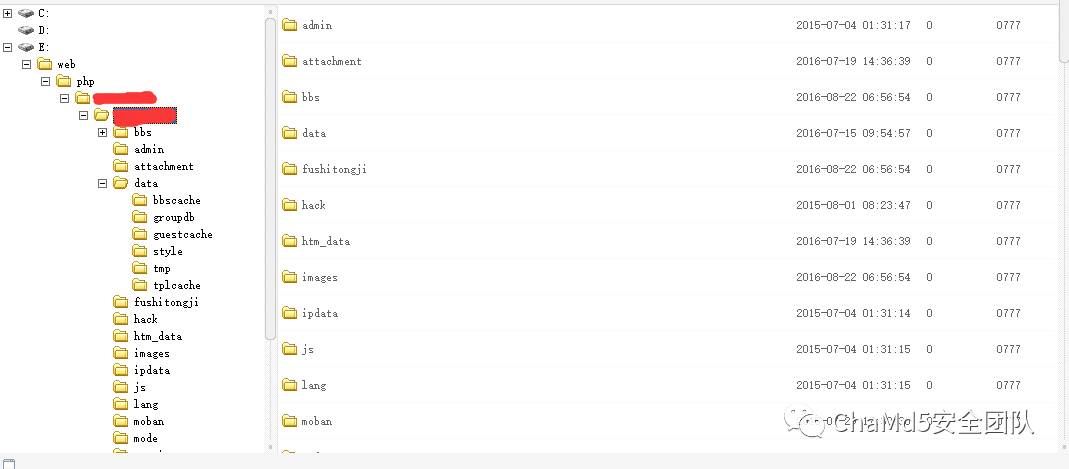 C:
D:
E:
web
php
bbs
admin
attachment
data
bbscache
groupdb
guestcache
style
tmp
tplcache
fushitongji
hack
htm_data
images
ipdata
js
lang
moban
mode
admin 2015-07-04 01:31:17 0 0777
attachment 2016-07-19 14:36:39 0 0777
bbs 2016-08-22 06:56:54 0 0777
data 2016-07-15 09:54:57 0 0777
fushitongji 2016-08-22 06:56:54 0 0777
hack 2015-08-01 08:23:47 0 0777
htm_data 2016-07-19 14:36:39 0 0777
images 2016-08-22 06:56:54 0 0777
ipdata 2015-07-04 01:31:14 0 0777
js 2015-07-04 01:31:15 0 0777
lang 2015-07-04 01:31:15 0 0777
moban
ChaMd5安全团队